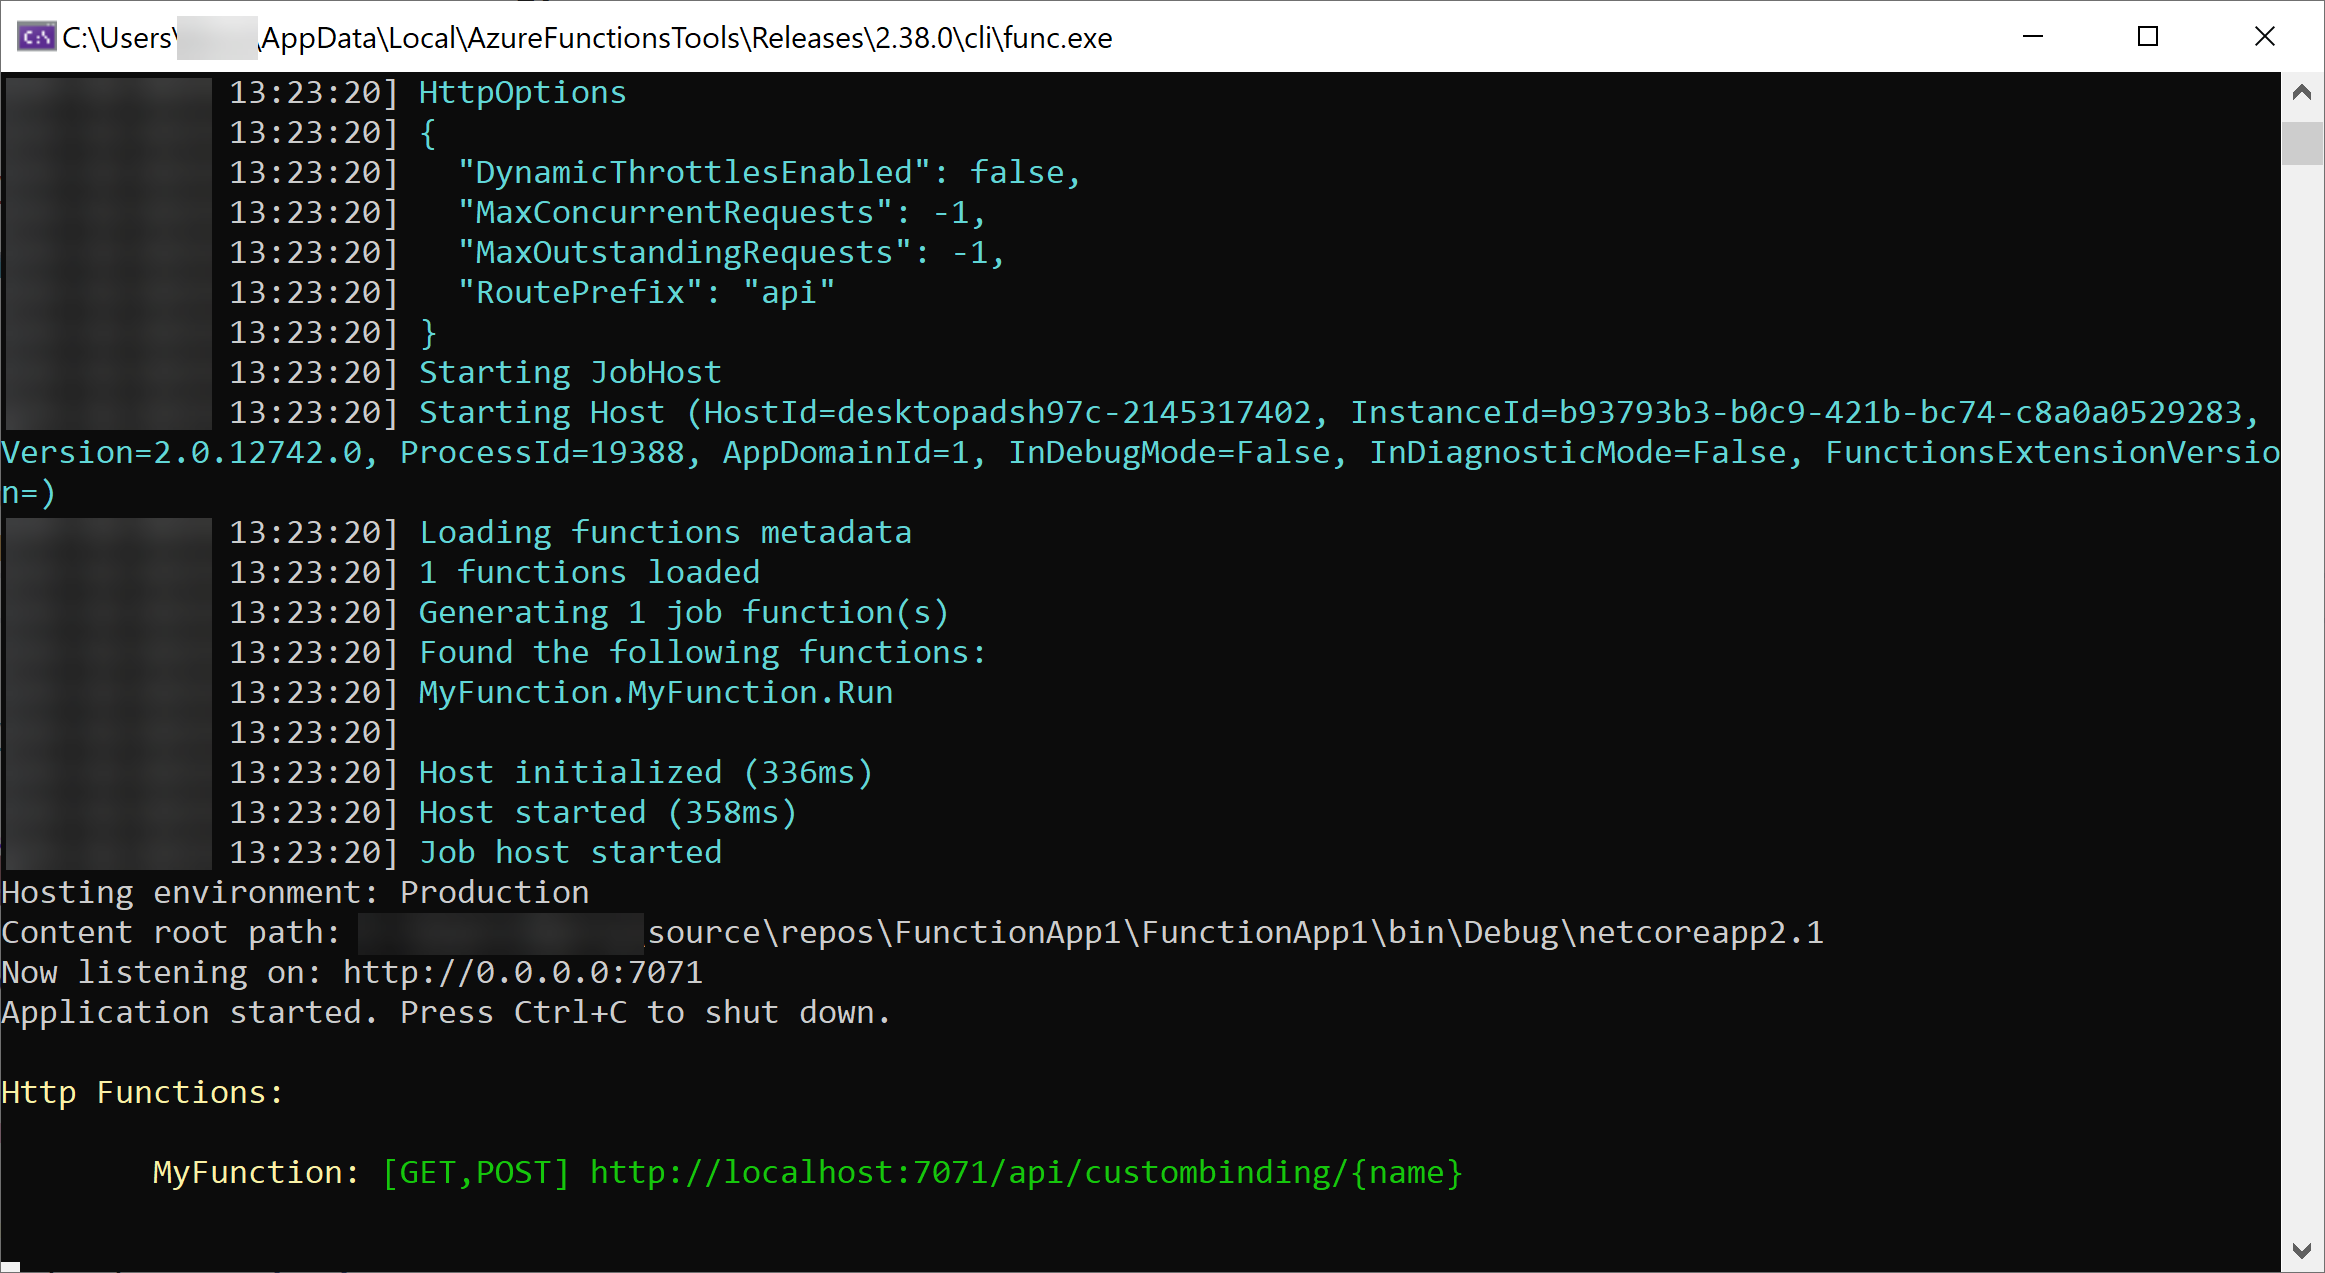 C:\Users\ \AppData\Local\AzureFunctionsTools\Releases\2.38.0\cli\func.exe
13:23:20] HttpOptions
13:23:20] {
13:23:20]   "DynamicThrottlesEnabled": false,
13:23:20]   "MaxConcurrentRequests": -1,
13:23:20]   "MaxOutstandingRequests": -1,
13:23:20]   "RoutePrefix": "api"
13:23:20] }
13:23:20] Starting JobHost
13:23:20] Starting Host (HostId=desktopadsh97c-2145317402, InstanceId=b93793b3-b0c9-421b-bc74-c8a0a0529283,
Version=2.0.12742.0, ProcessId=19388, AppDomainId=1, InDebugMode=False, InDiagnosticMode=False, FunctionsExtensionVersio
n=)
13:23:20] Loading functions metadata
13:23:20] 1 functions loaded
13:23:20] Generating 1 job function(s)
13:23:20] Found the following functions:
13:23:20] MyFunction.MyFunction.Run
13:23:20]
13:23:20] Host initialized (336ms)
13:23:20] Host started (358ms)
13:23:20] Job host started
Hosting environment: Production
Content root path: source\repos\FunctionApp1\FunctionApp1\bin\Debug\netcoreapp2.1
Now listening on: http://0.0.0.0:7071
Application started. Press Ctrl+C to shut down.
Http Functions:
MyFunction: [GET,POST] http://localhost:7071/api/custombinding/{name}